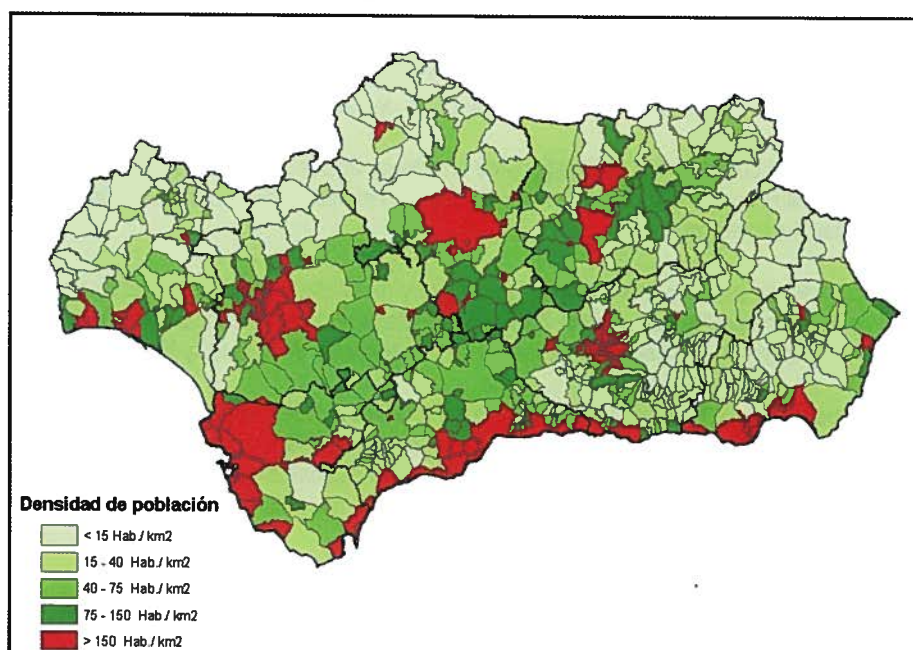 Densidad de población
< 15 Hab./ km2
15 - 40 Hab./ km2
40 - 75 Hab./ km2
75 - 150 Hab./ km2
> 150 Hab./ km2